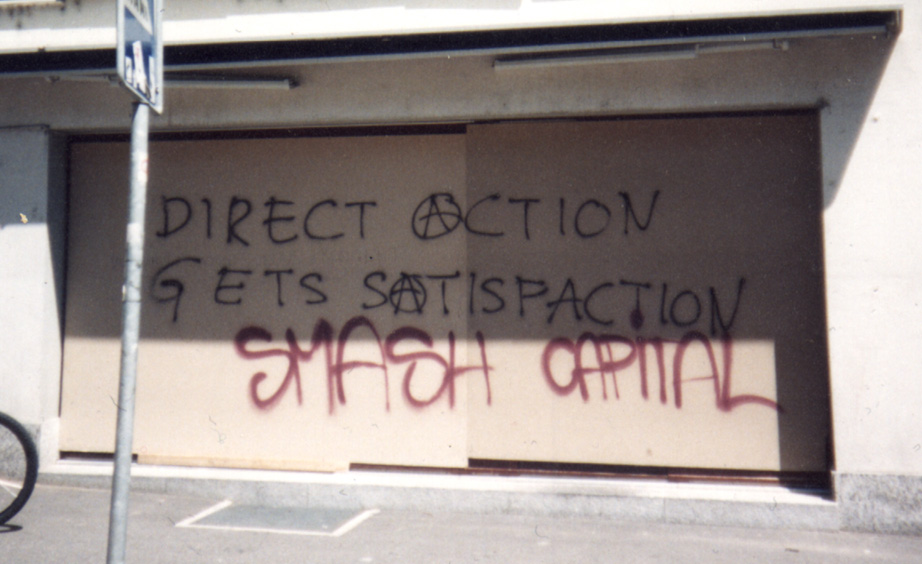 DIRECT ACTION
GETS SATISPACTION
SMASH CAPITAL